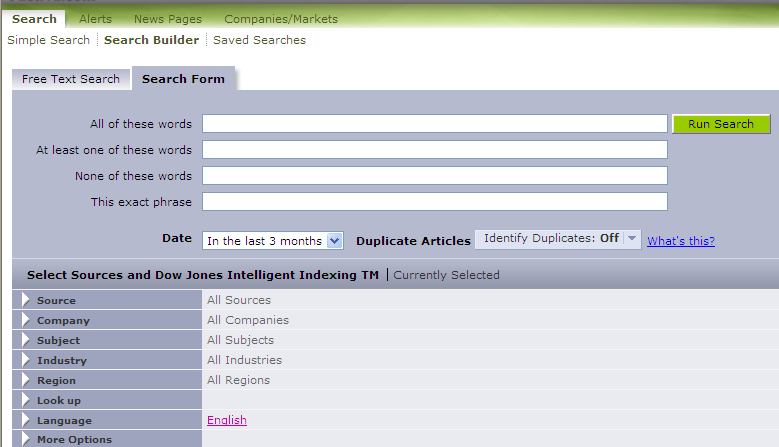 Search Alerts News Pages Companies/Markets
Simple Search Search Builder Saved Searches
Free Text Search Search Form
All of these words Run Search
At least one of these words
None of these words
This exact phrase
Date In the last 3 months Duplicate Articles Identify Duplicates: Off What's this?
Select Sources and Dow Jones Intelligent Indexing TM Currently Selected
Source All Sources
Company All Companies
Subject All Subjects
Industry All Industries
Region All Regions
Look up
Language English
More Options